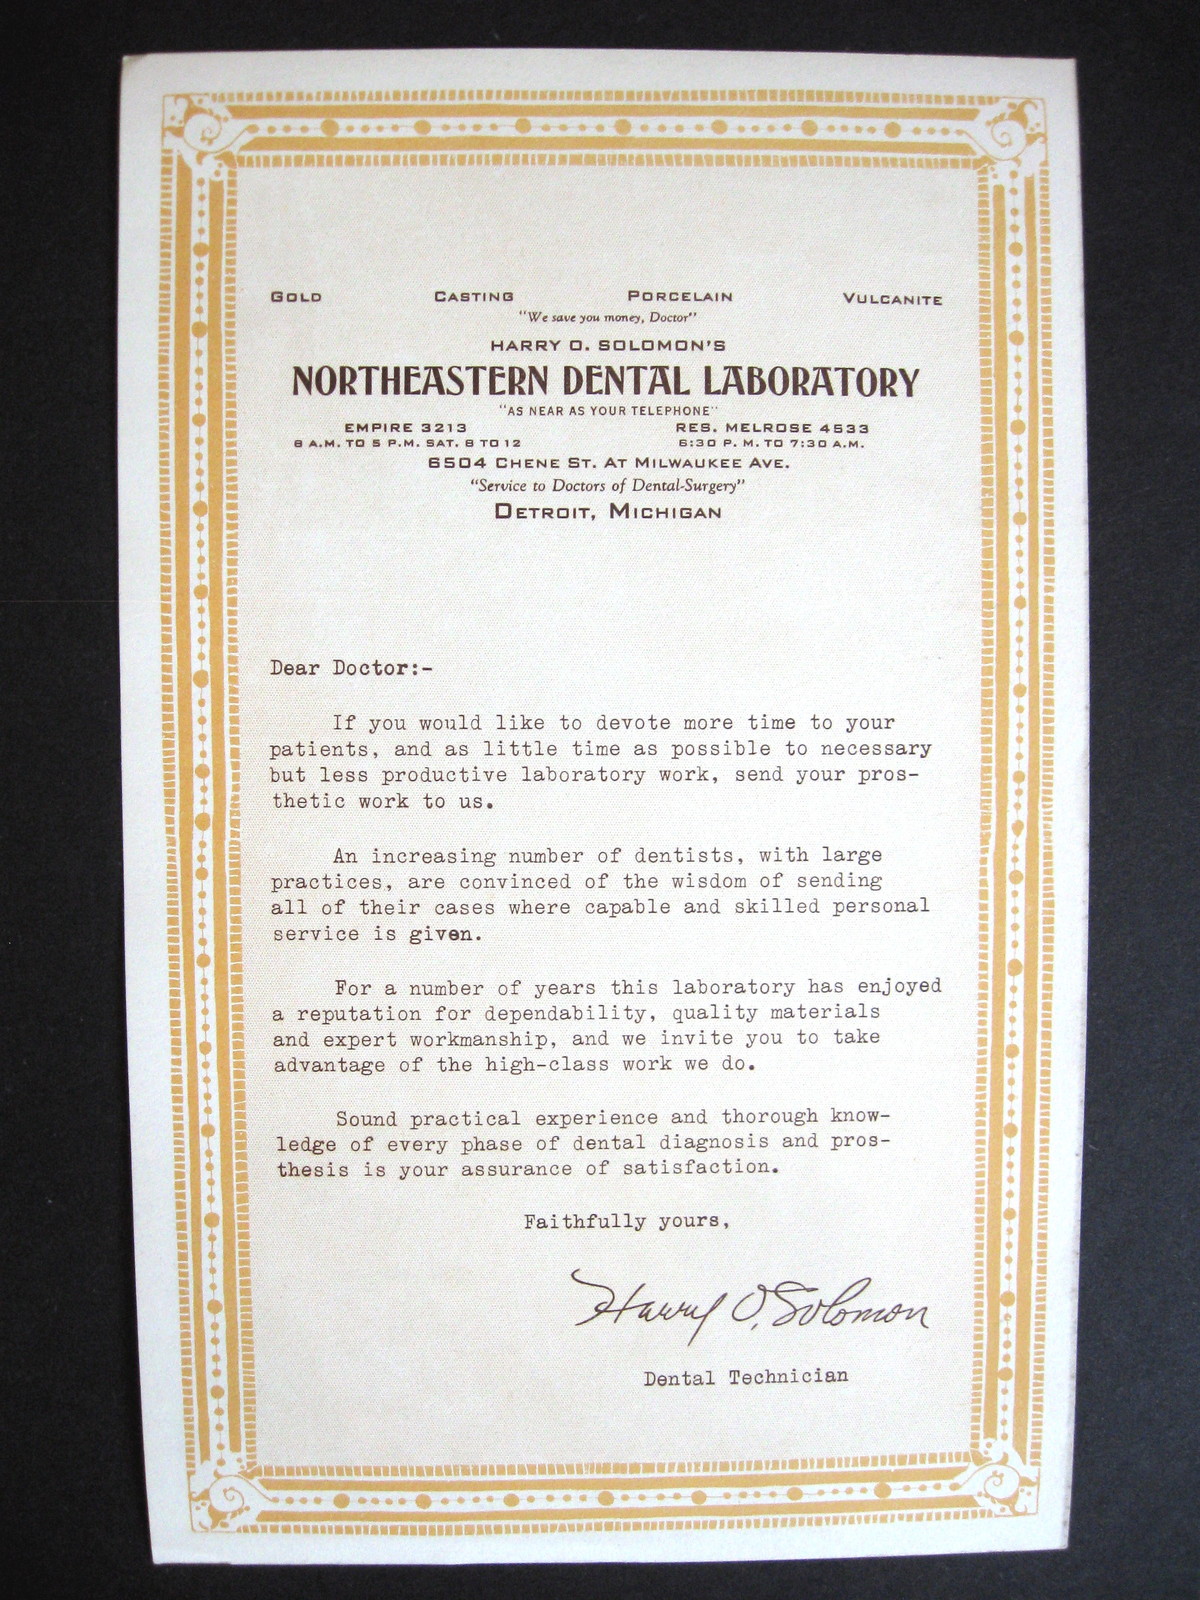 GOLD CASTING PORCELAIN VULCANITE
"We save you money, Doctor"
HARRY O. SOLOMON'S
NORTHEASTERN DENTAL LABORATORY
"AS NEAR AS YOUR TELEPHONE"
EMPIRE 3213 RES. MELROSE 4533
8 A.M. TO 5 P.M. SAT. 8 TO 12 5:30 P. M. TO 7:30 A.M.
6504 CHENE ST. AT MILWAUKEE AVE.
"Service to Doctors of Dental-Surgery"
DETROIT, MICHIGAN
Dear Doctor:-
If you would like to devote more time to your
patients, and as little time as possible to necessary
but less productive laboratory work, send your pros-
thetic work to us.
An increasing number of dentists, with large
practices, are convinced of the wisdom of sending
all of their cases where capable and skilled personal
service is given.
For a number of years this laboratory has enjoyed
a reputation for dependability, quality materials
and expert workmanship, and we invite you to take
advantage of the high-class work we do.
Sound practical experience and thorough know-
ledge of every phase of dental diagnosis and pros-
thesis is your assurance of satisfaction.
Faithfully yours,
Harry O. Solomon
Dental Technician